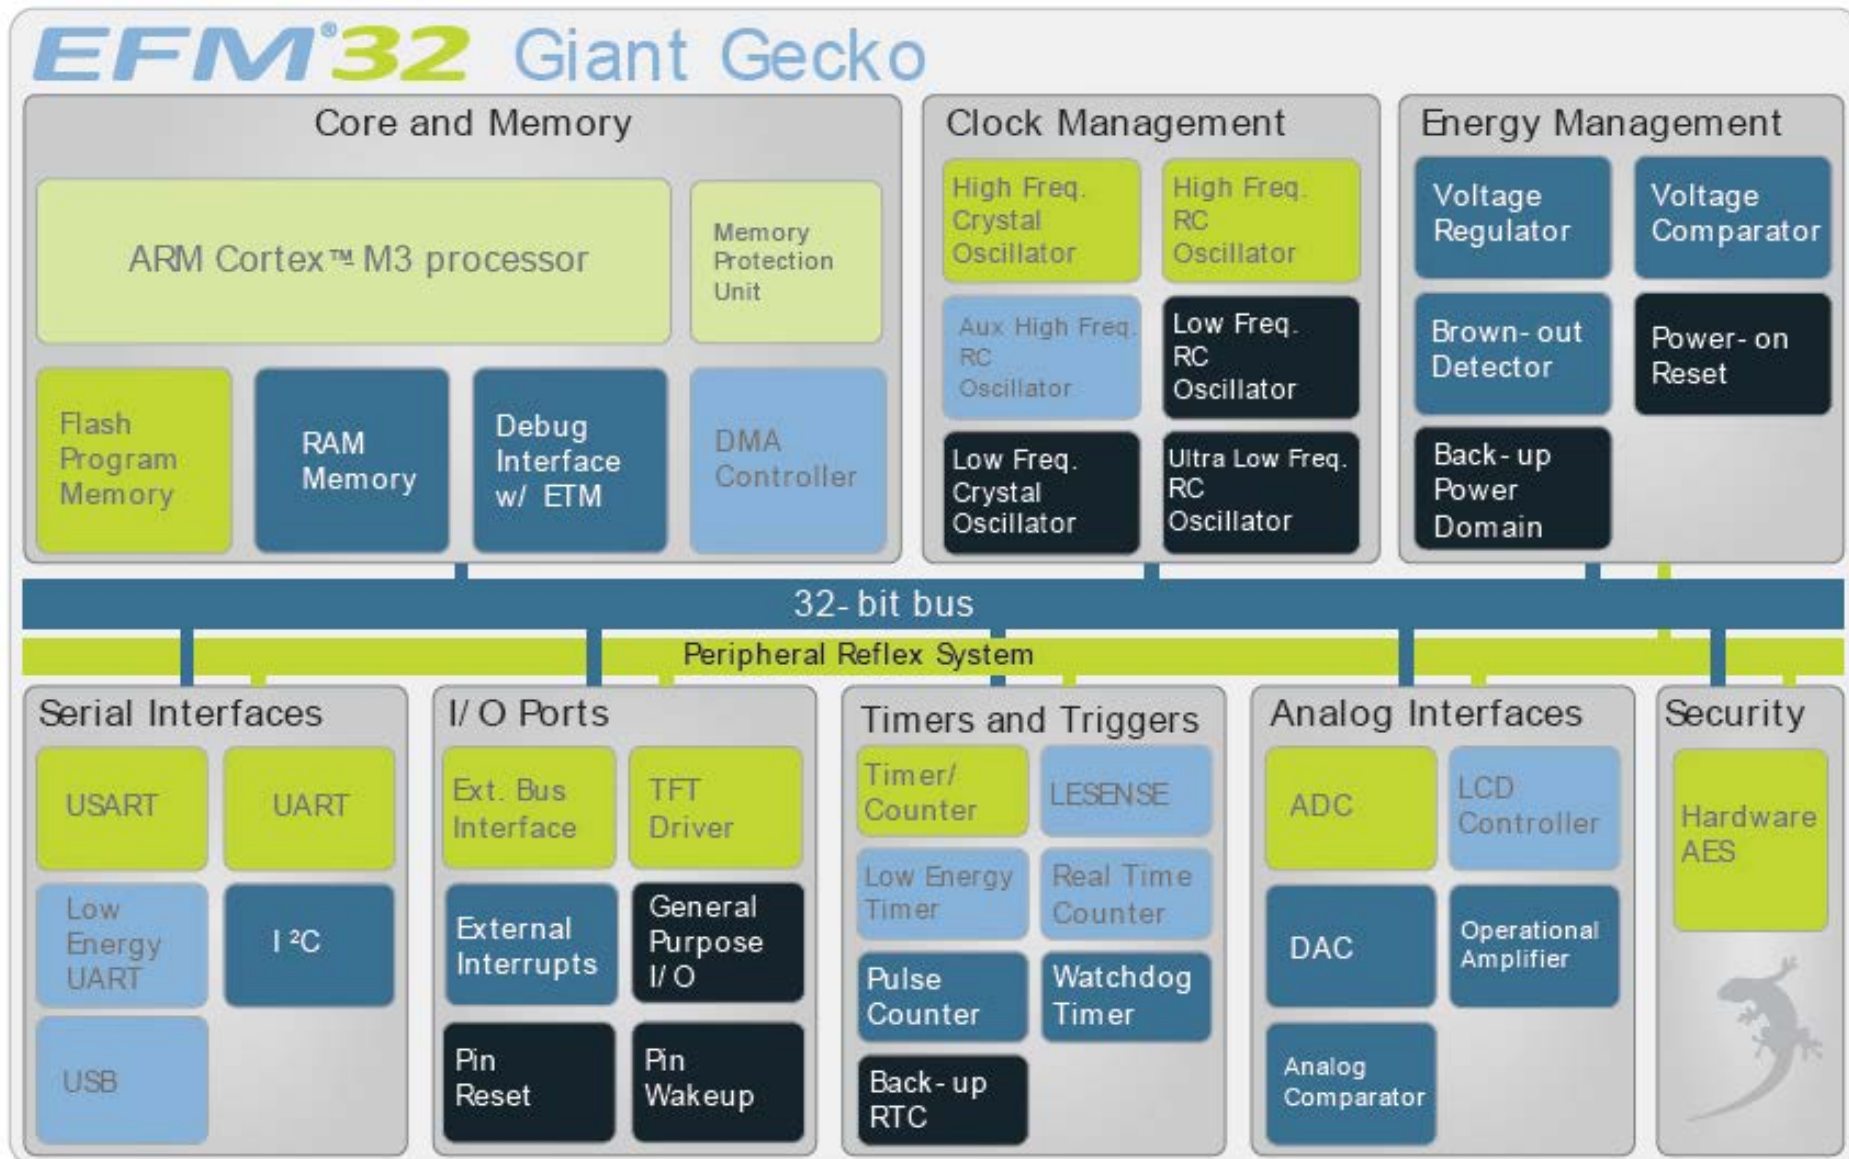 EFM®32 Giant Gecko
Core and Memory
ARM Cortex™ M3 processor
Memory
Protection
Unit
Flash
Program
Memory
RAM
Memory
Debug
Interface
w/ ETM
DMA
Controller
Clock Management
High Freq.
Crystal
Oscillator
High Freq.
RC
Oscillator
Aux High Freq.
RC
Oscillator
Low Freq.
RC
Oscillator
Low Freq.
Crystal
Oscillator
Ultra Low Freq.
RC
Oscillator
Energy Management
Voltage
Regulator
Voltage
Comparator
Brown-out
Detector
Power-on
Reset
Back-up
Power
Domain
32-bit bus
Peripheral Reflex System
Serial Interfaces
USART
UART
Low
Energy
UART
I²C
USB
I/O Ports
Ext. Bus
Interface
TFT
Driver
External
Interrupts
General
Purpose
I/O
Pin
Reset
Pin
Wakeup
Timers and Triggers
Timer/
Counter
LESENSE
Low Energy
Timer
Real Time
Counter
Pulse
Counter
Watchdog
Timer
Back-up
RTC
Analog Interfaces
ADC
LCD
Controller
DAC
Operational
Amplifier
Analog
Comparator
Security
Hardware
AES